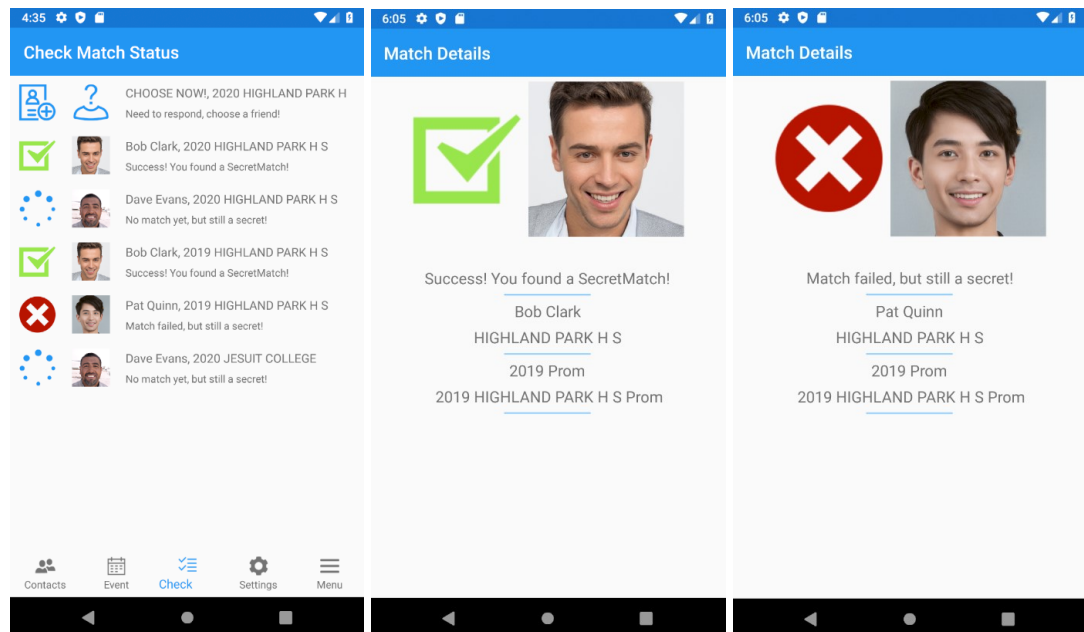 4:35
Check Match Status
CHOOSE NOW!, 2020 HIGHLAND PARK H
Need to respond, choose a friend!
Bob Clark, 2020 HIGHLAND PARK H S
Success! You found a SecretMatch!
Dave Evans, 2020 HIGHLAND PARK H S
No match yet, but still a secret!
Bob Clark, 2019 HIGHLAND PARK H S
Success! You found a SecretMatch!
Pat Quinn, 2019 HIGHLAND PARK H S
Match failed, but still a secret!
Dave Evans, 2020 JESUIT COLLEGE
No match yet, but still a secret!
Contacts Event Check Settings Menu
6:05
Match Details
Success! You found a SecretMatch!
Bob Clark
HIGHLAND PARK H S
2019 Prom
2019 HIGHLAND PARK H S Prom
6:05
Match Details
Match failed, but still a secret!
Pat Quinn
HIGHLAND PARK H S
2019 Prom
2019 HIGHLAND PARK H S Prom